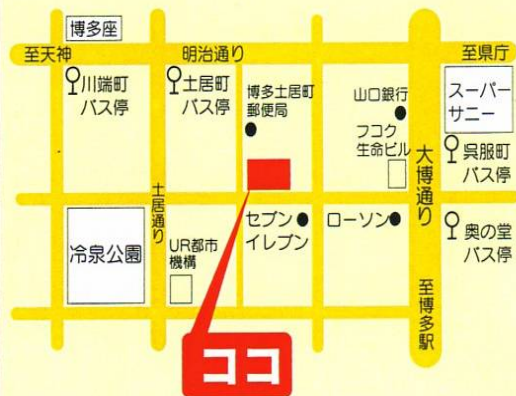 博多座
至天神
明治通り
至県庁
川端町
バス停
土居町
バス停
博多土居町
郵便局
山口銀行
フコク
生命ビル
スーパー
サニー
大博通り
呉服町
バス停
土居通り
冷泉公園
UR都市
機構
セブン
イレブン
ローソン
奥の堂
バス停
至博多駅
ココ